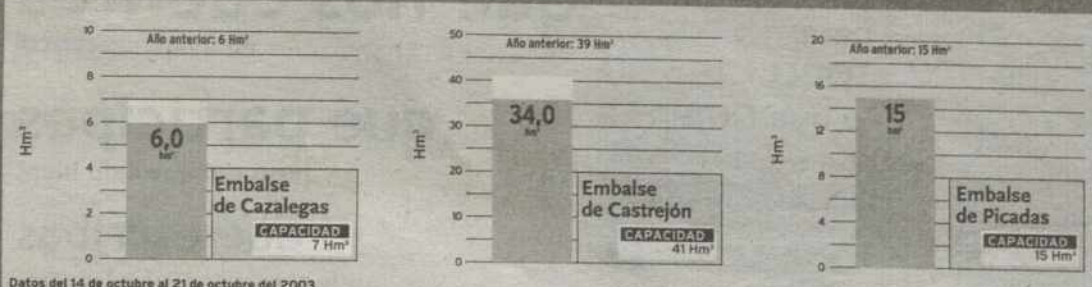 10
8
6
4
2
0
Hm³
Año anterior: 6 Hm³
6,0
hm³
Embalse
de Cazalegas
CAPACIDAD
7 Hm³
50
40
30
20
10
0
Hm³
Año anterior: 39 Hm³
34,0
hm³
Embalse
de Castrejón
CAPACIDAD
41 Hm³
20
16
12
8
4
0
Hm³
Año anterior: 15 Hm³
15
hm³
Embalse
de Picadas
CAPACIDAD
15 Hm³
Datos del 14 de octubre al 21 de octubre del 2003